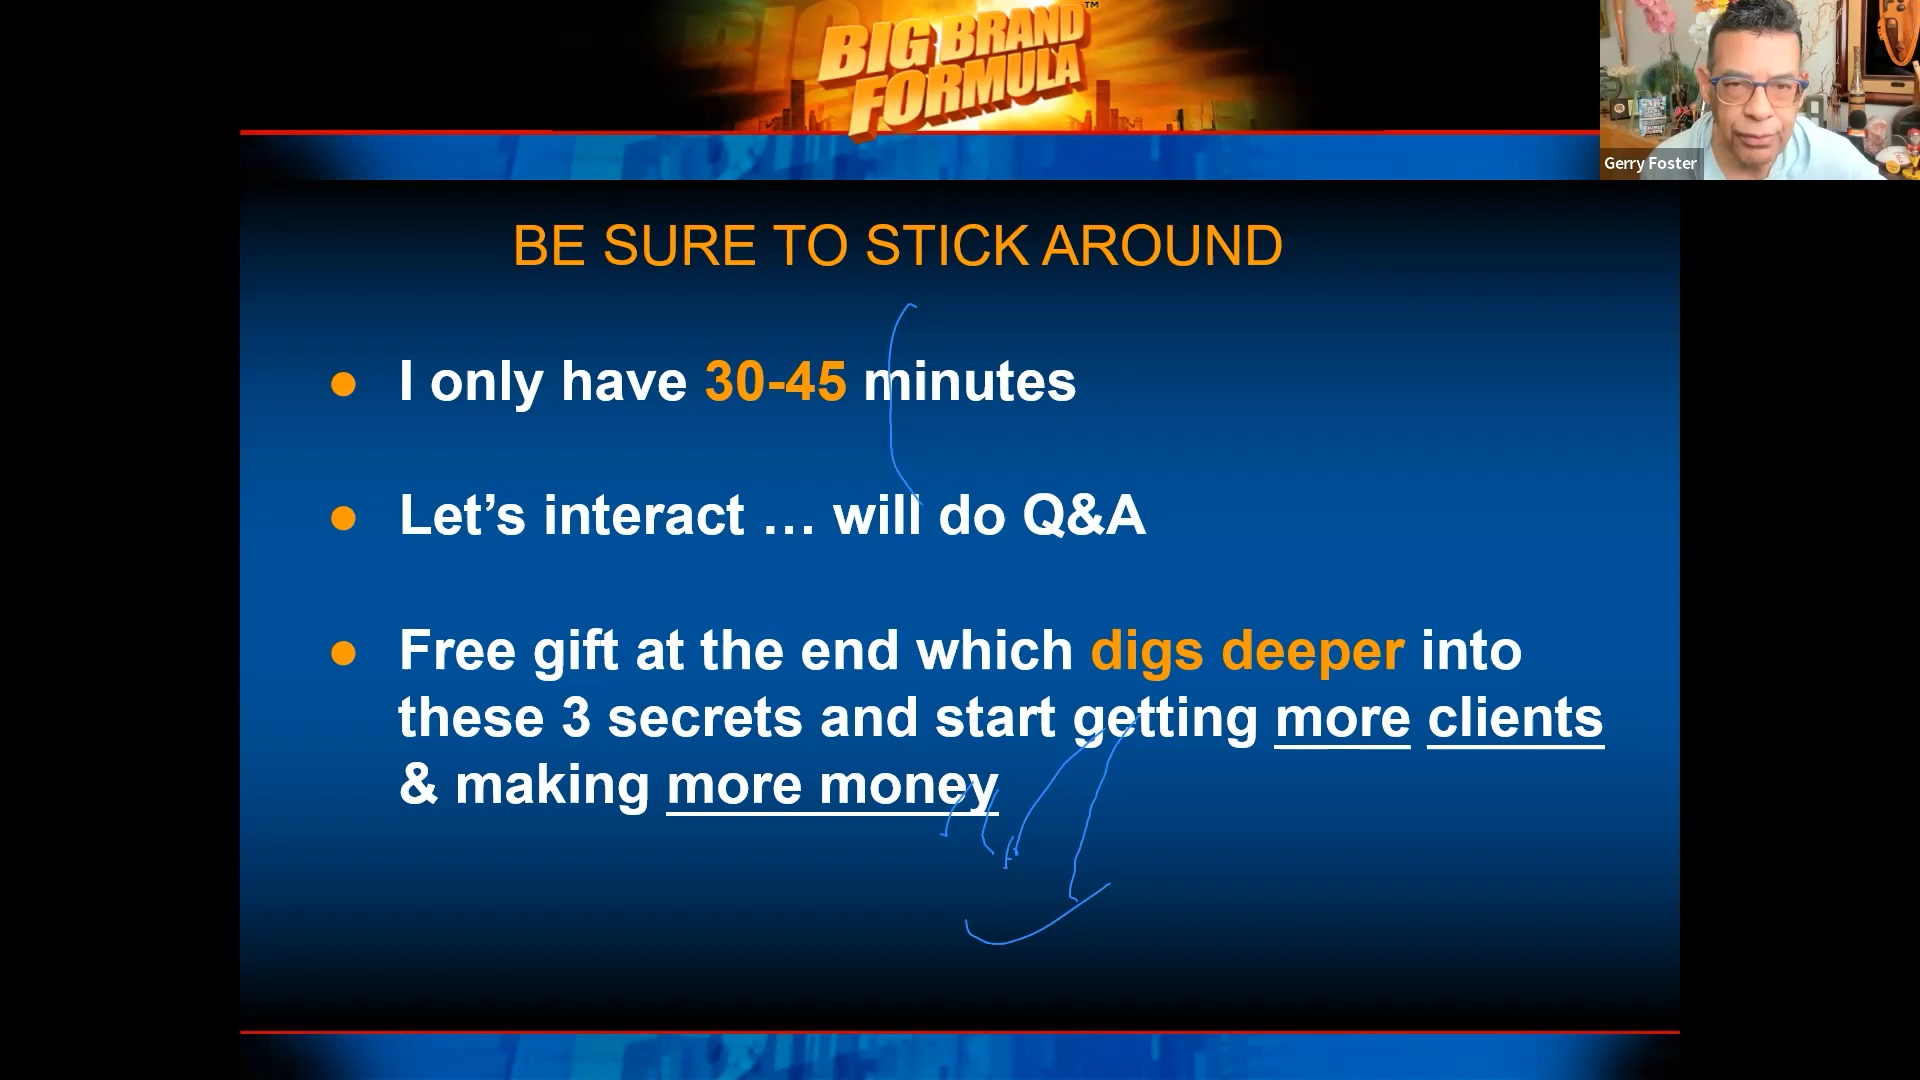 BIG BRAND™
FORMULA
Gerry Foster
BE SURE TO STICK AROUND
● I only have 30-45 minutes
● Let’s interact … will do Q&A
● Free gift at the end which digs deeper into
these 3 secrets and start getting more clients
& making more money